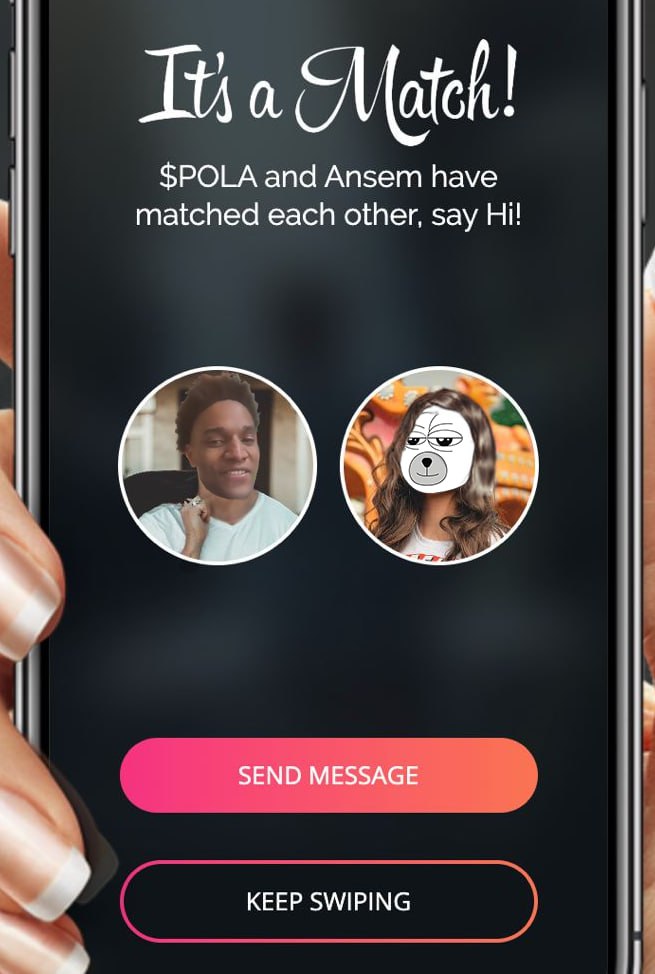 It's a Match!
$POLA and Ansem have
matched each other, say Hi!
SEND MESSAGE
KEEP SWIPING